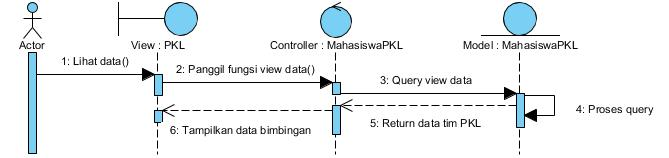 Actor
View : PKL
Controller : MahasiswaPKL
Model : MahasiswaPKL
1: Lihat data()
2: Panggil fungsi view data()
3: Query view data
4: Proses query
5: Return data tim PKL
6: Tampilkan data bimbingan